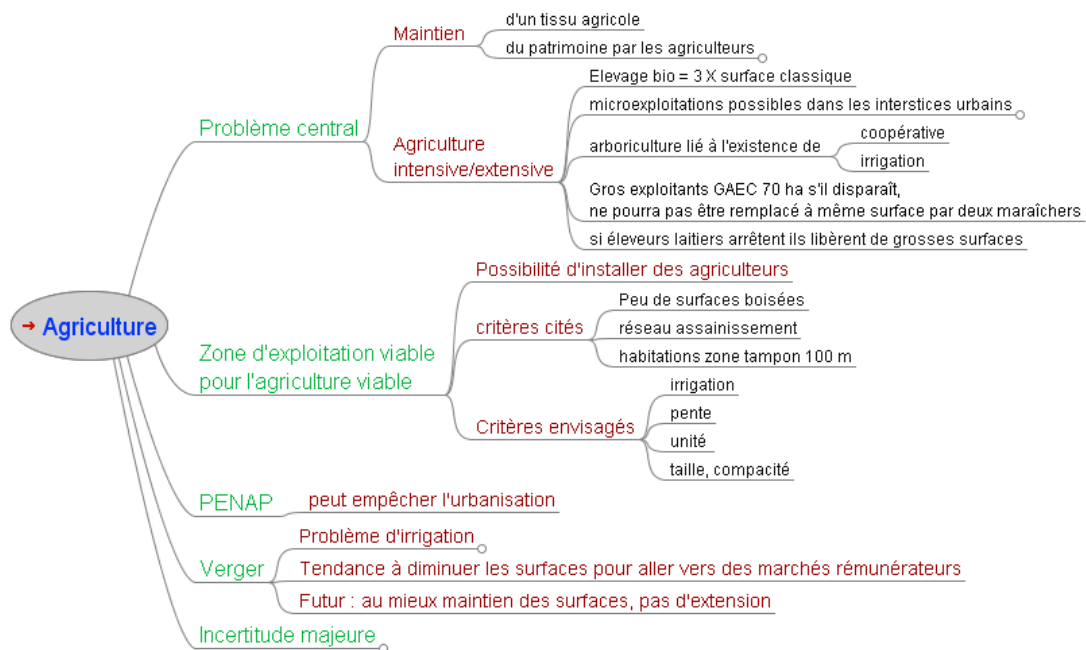 Agriculture
Problème central
Maintien
d'un tissu agricole
du patrimoine par les agriculteurs
Agriculture
intensive/extensive
Elevage bio = 3 X surface classique
microexploitations possibles dans les interstices urbains
arboriculture lié à l'existence de
coopérative
irrigation
Gros exploitants GAEC 70 ha s'il disparaît,
ne pourra pas être remplacé à même surface par deux maraîchers
si éleveurs laitiers arrêtent ils libèrent de grosses surfaces
Zone d'exploitation viable
pour l'agriculture viable
Possibilité d'installer des agriculteurs
critères cités
Peu de surfaces boisées
réseau assainissement
habitations zone tampon 100 m
Critères envisagés
irrigation
pente
unité
taille, compacité
PENAP
peut empêcher l'urbanisation
Verger
Problème d'irrigation
Tendance à diminuer les surfaces pour aller vers des marchés rémunérateurs
Futur : au mieux maintien des surfaces, pas d'extension
Incertitude majeure